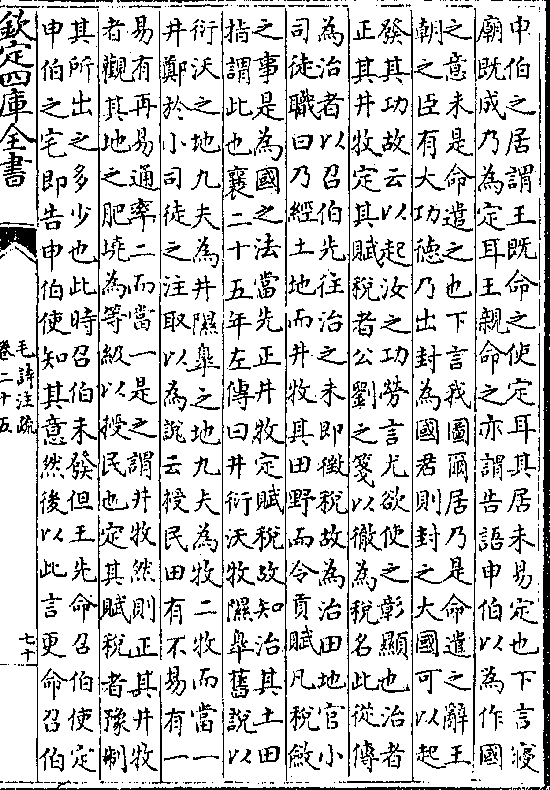 申伯之居謂王既命之使定耳其居未易定也下言寢
廟既成乃為定耳王親命之亦謂告語申伯以為作國
之意未是命遣之也下言我圖爾居乃是命遣之辭王
朝之臣有大功德乃出封為國君則封之大國可以起
發其功故云以起汝之功勞言尤欲使之彰顯也治者
正其井牧定其賦稅者公劉之箋以徹為稅名此從傳
為治者以召伯先往治之未即徵稅故為治田地官小
司徒職曰乃經土地而井牧其田野而令貢賦凡稅斂
之事是為國之法當先正井牧定賦稅故知治其土田
指謂此也襄二十五年左傳曰井衍沃牧隰皋舊說以
衍沃之地九夫為井隰皋之地九夫為牧二牧而當一
井鄭於小司徒之注取以為說云授民田有不易有一
易有再易通率二而當一是之謂井牧然則正其井牧
者觀其地之肥墝為等級以授民也定其賦稅者豫制
其所出之多少也此時召伯未發但王先命召伯使定
申伯之宅即告申伯使知其意然後以此言更命召伯
欽定四庫全書
毛詩注疏
卷二十五
七十